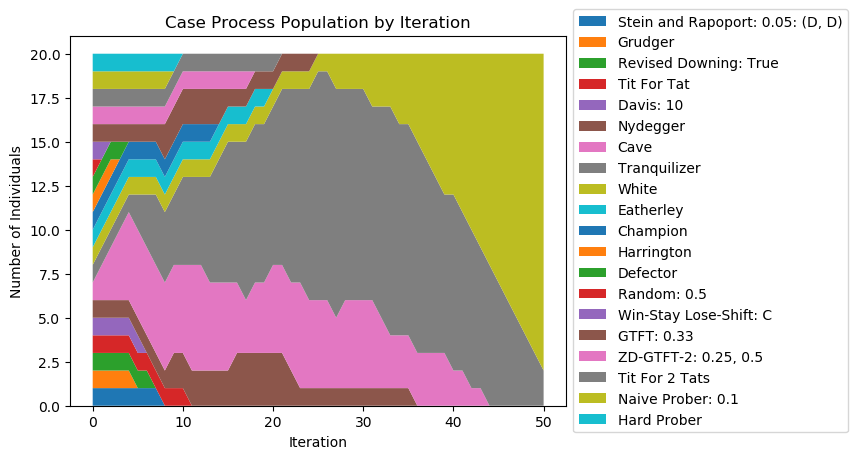 Case Process Population by Iteration
20.0
17.5
15.0
12.5
10.0
7.5
5.0
2.5
0.0
Number of Individuals
0 10 20 30 40 50
Iteration
Stein and Rapoport: 0.05: (D, D)
Grudger
Revised Downing: True
Tit For Tat
Davis: 10
Nydegger
Cave
Tranquilizer
White
Eatherley
Champion
Harrington
Defector
Random: 0.5
Win-Stay Lose-Shift: C
GTFT: 0.33
ZD-GTFT-2: 0.25, 0.5
Tit For 2 Tats
Naive Prober: 0.1
Hard Prober